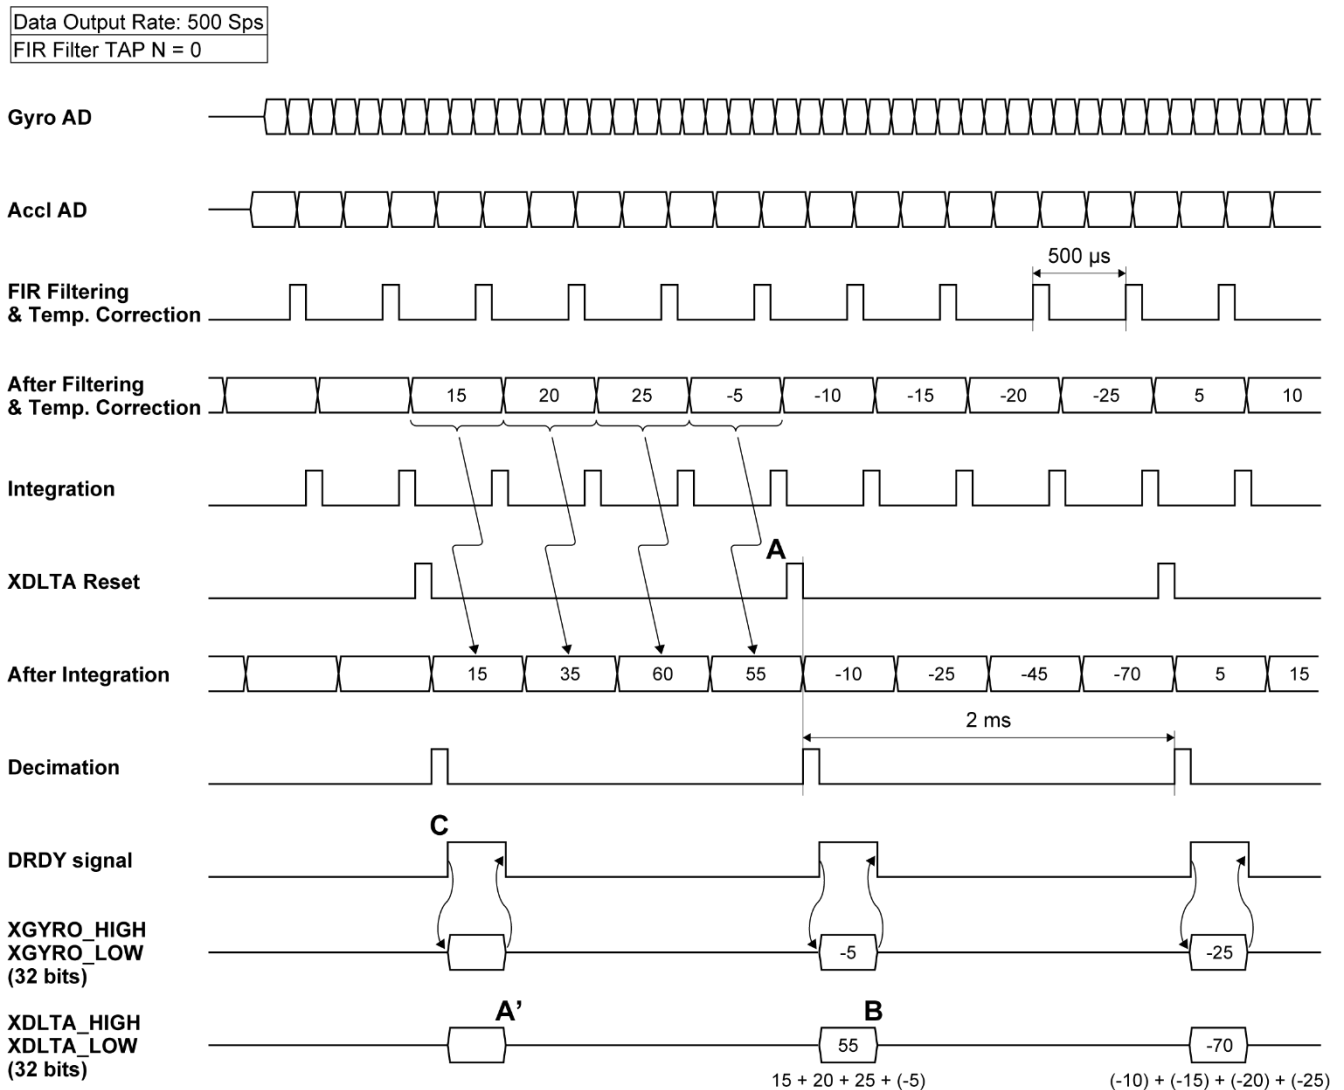 Data Output Rate: 500 Sps
FIR Filter TAP N = 0
Gyro AD
Accl AD
500 µs
FIR Filtering
& Temp. Correction
After Filtering
& Temp. Correction
15 20 25 -5 -10 -15 -20 -25 5 10
Integration
A
XDLTA Reset
After Integration
15 35 60 55 -10 -25 -45 -70 5 15
2 ms
Decimation
C
DRDY signal
XGYRO_HIGH
XGYRO_LOW
(32 bits)
-5 -25
A’ B
XDLTA_HIGH
XDLTA_LOW
(32 bits)
55 -70
15 + 20 + 25 + (-5) (-10) + (-15) + (-20) + (-25)